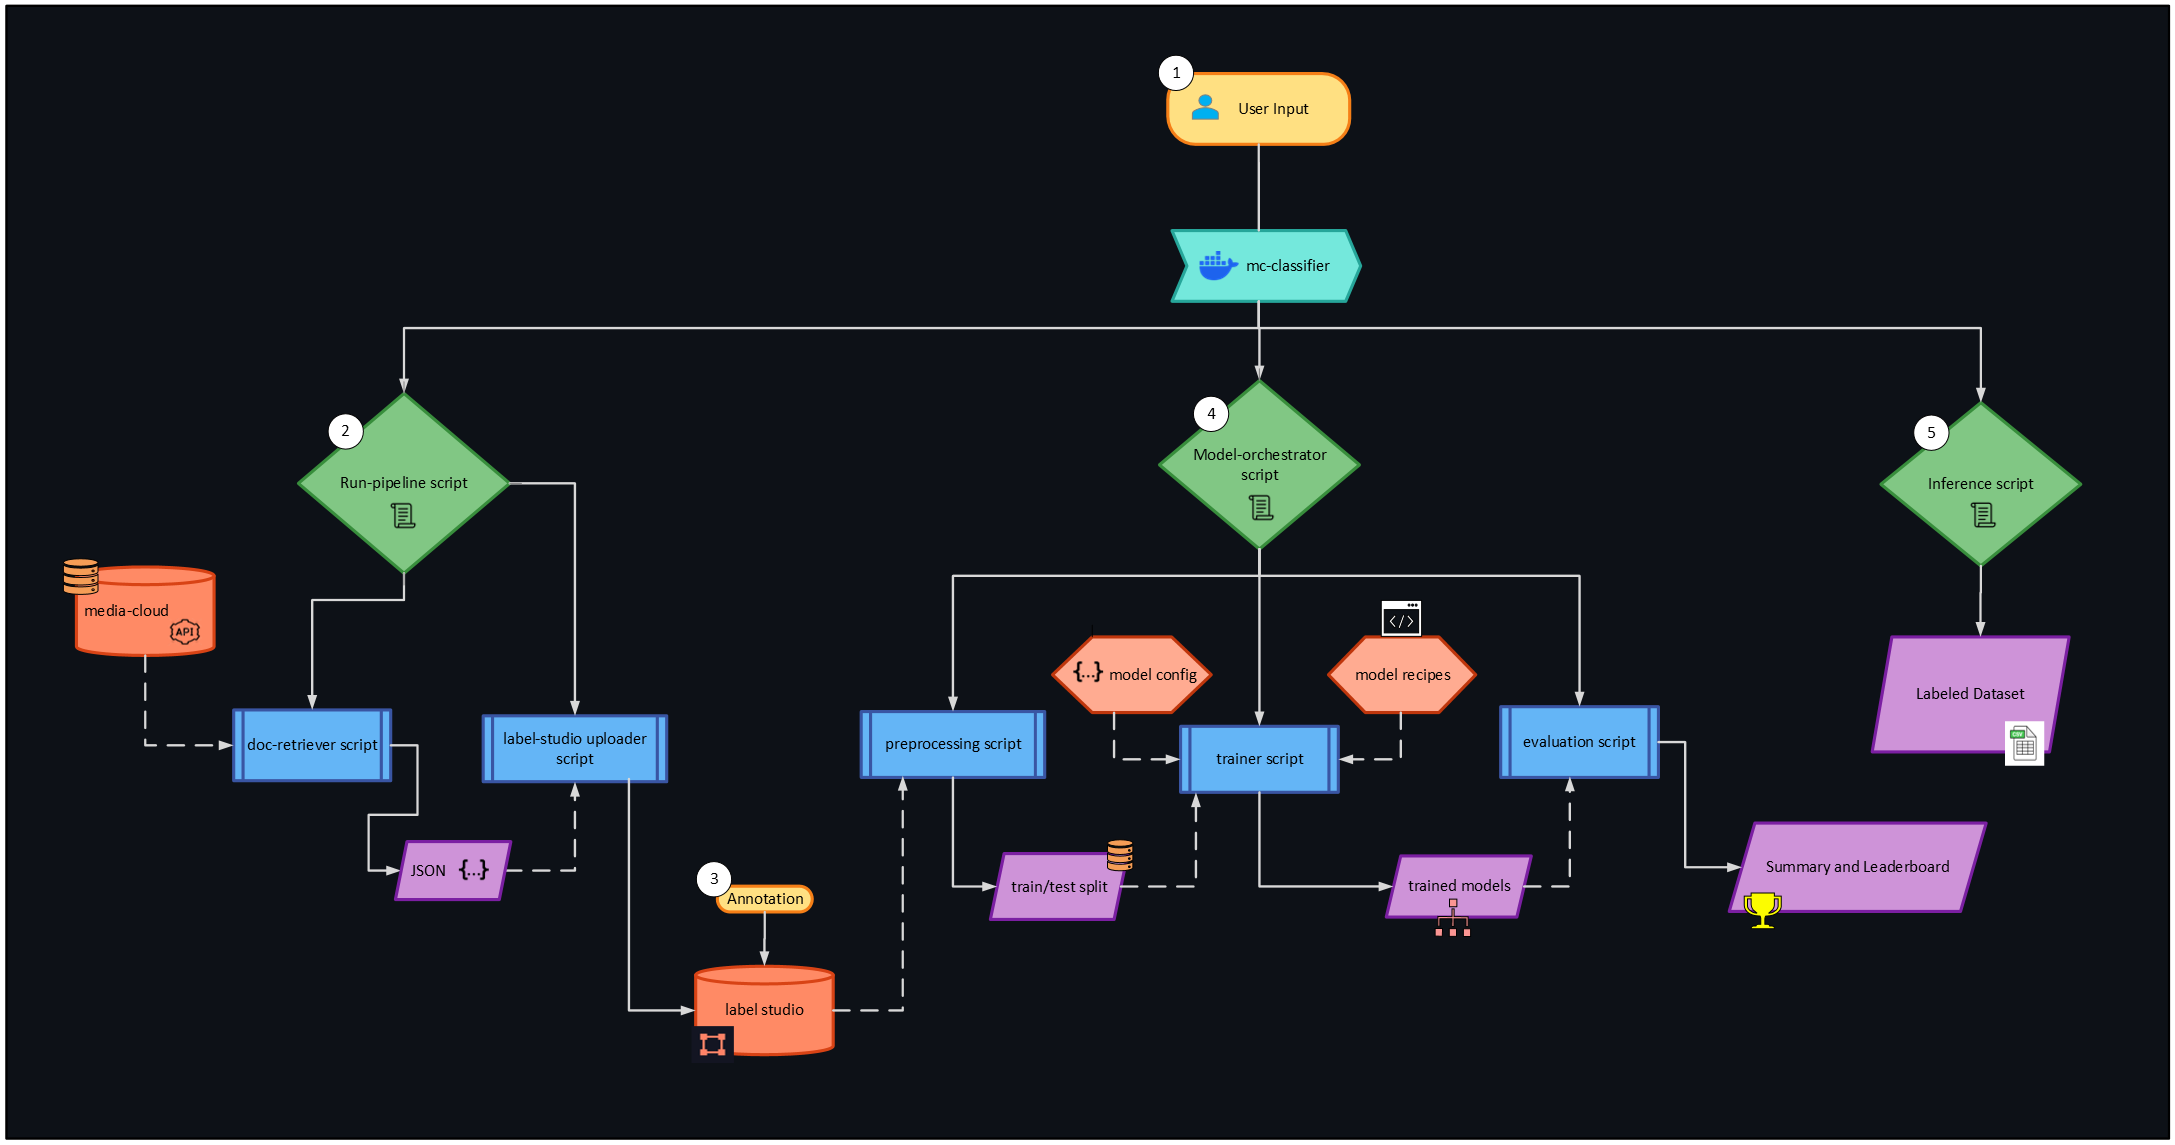 1
User Input
mc-classifier
2
Run-pipeline script
4
Model-orchestrator
script
5
Inference script
media-cloud
API
doc-retriever script
label-studio uploader
script
JSON {...}
3
Annotation
label studio
preprocessing script
{...} model config
</>
model recipes
trainer script
evaluation script
train/test split
trained models
Summary and Leaderboard
Labeled Dataset
CSV